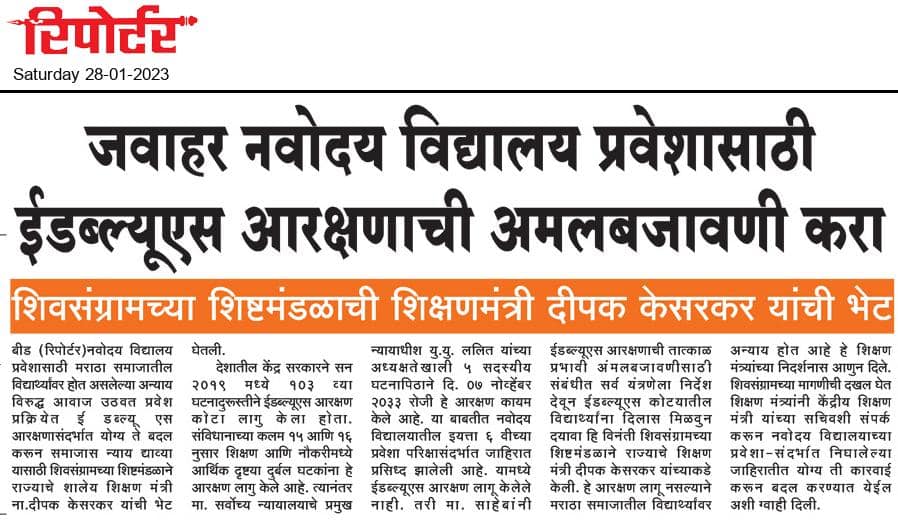 रिपोर्टर
Saturday 28-01-2023
जवाहर नवोदय विद्यालय प्रवेशासाठी
ईडब्ल्यूएस आरक्षणाची अमलबजावणी करा
शिवसंग्रामच्या शिष्टमंडळाची शिक्षणमंत्री दीपक केसरकर यांची भेट
बीड (रिपोर्टर)नवोदय विद्यालय
प्रवेशासाठी मराठा समाजातील
विद्यार्थ्यांवर होत असलेल्या अन्याय
विरुद्ध आवाज उठवत प्रवेश
प्रक्रियेत ई डब्ल्यू एस
आरक्षणासंदर्भात योग्य ते बदल
करून समाजास न्याय द्याव्या
यासाठी शिवसंग्रामच्या शिष्टमंडळाने
राज्याचे शालेय शिक्षण मंत्री
ना.दीपक केसरकर यांची भेट
घेतली.
देशातील केंद्र सरकारने सन
२०१९ मध्ये १०३ व्या
घटनादुरूस्तीने ईडब्ल्यूएस आरक्षण
कोटा लागु केला होता.
संविधानाच्या कलम १५ आणि १६
नुसार शिक्षण आणि नौकरीमध्ये
आर्थिक दृष्ट्या दुर्बल घटकांना हे
आरक्षण लागु केले आहे. त्यानंतर
मा. सर्वोच्च न्यायालयाचे प्रमुख
न्यायाधीश यु.यु. ललित यांच्या
अध्यक्षतेखाली ५ सदस्यीय
घटनापिठाने दि. ०७ नोव्हेंबर
२०३३ रोजी हे आरक्षण कायम
केले आहे. या बाबतीत नवोदय
विद्यालयातील इयत्ता ६ वीच्या
प्रवेशा परिक्षासंदर्भात जाहिरात
प्रसिध्द झालेली आहे. यामध्ये
ईडब्ल्यूएस आरक्षण लागू केलेले
नाही. तरी मा. साहेबांनी
ईडब्ल्यूएस आरक्षणाची तात्काळ
प्रभावी अंमलबजावणीसाठी
संबंधीत सर्व यंत्रणेला निर्देश
देवून ईडब्ल्यूएस कोटयातील
विद्यार्थांना दिलास मिळवुन
दयावा हि विनंती शिवसंग्रामच्या
शिष्टमंडळाने राज्याचे शिक्षण
मंत्री दीपक केसरकर यांच्याकडे
केली. हे आरक्षण लागू नसल्याने
मराठा समाजातील विद्यार्थ्यांवर
अन्याय होत आहे हे शिक्षण
मंत्र्यांच्या निदर्शनास आणुन दिले.
शिवसंग्रामच्या मागणीची दखल घेत
शिक्षण मंत्र्यांनी केंद्रीय शिक्षण
मंत्री यांच्या सचिवशी संपर्क
करून नवोदय विद्यालयाच्या
प्रवेशा-संदर्भात निघालेल्या
जाहिरातीत योग्य ती कारवाई
करून बदल करण्यात येईल
अशी ग्वाही दिली.